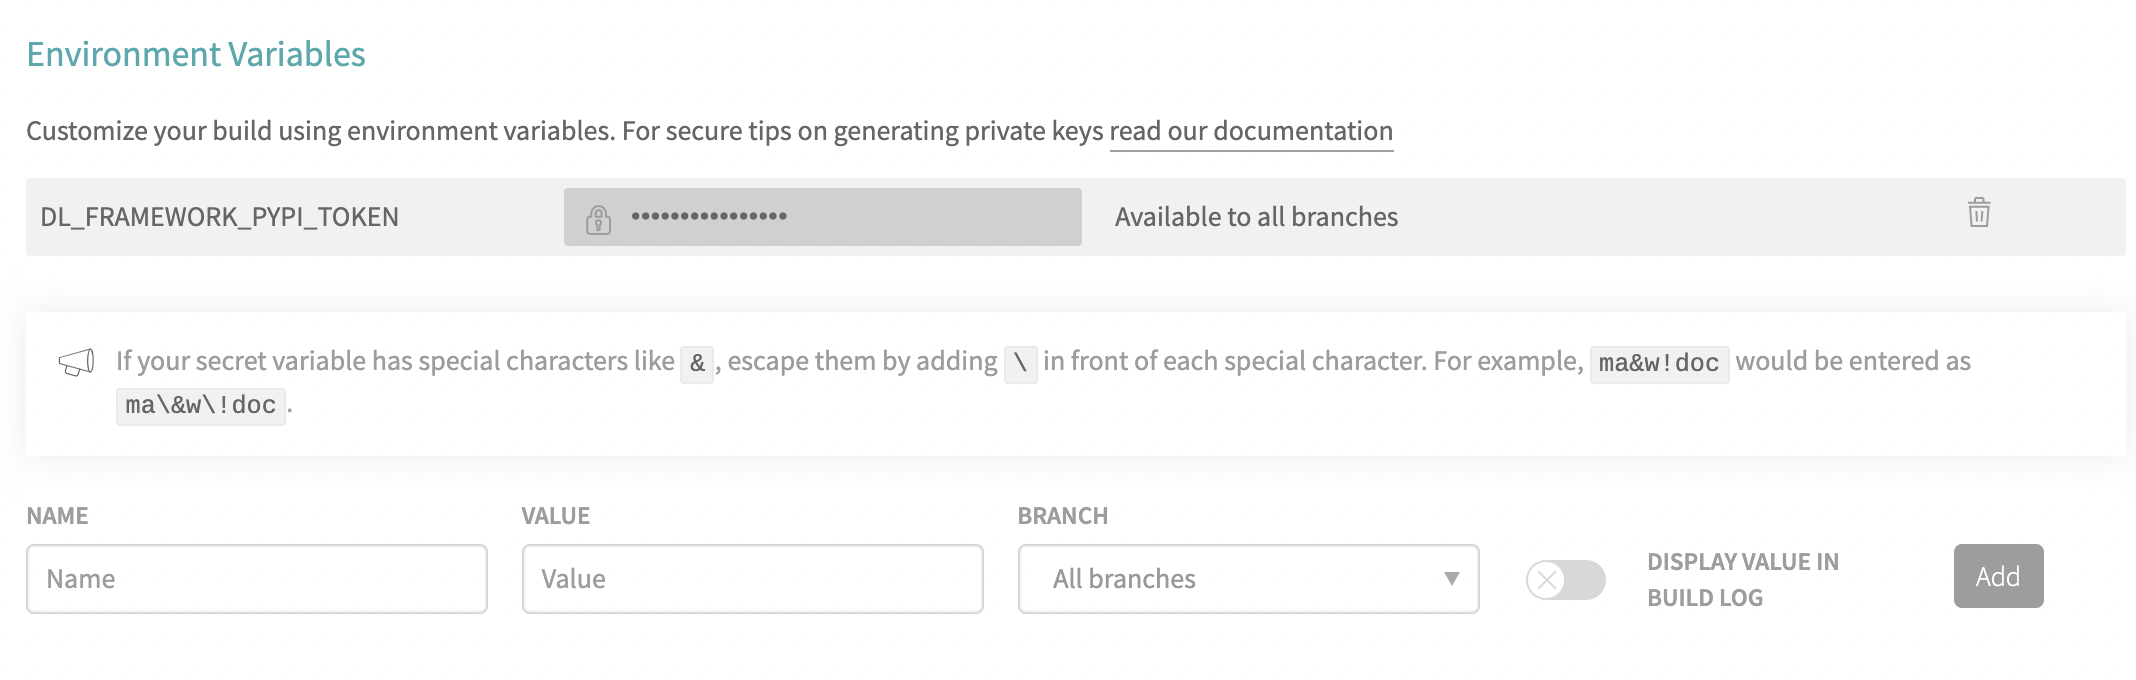 Environment Variables
Customize your build using environment variables. For secure tips on generating private keys read our documentation
DL_FRAMEWORK_PYPI_TOKEN •••••••••••••••• Available to all branches
If your secret variable has special characters like &, escape them by adding \ in front of each special character. For example, ma&w!doc would be entered as
ma\&w\!doc.
NAME VALUE BRANCH
Name Value All branches DISPLAY VALUE IN
BUILD LOG Add